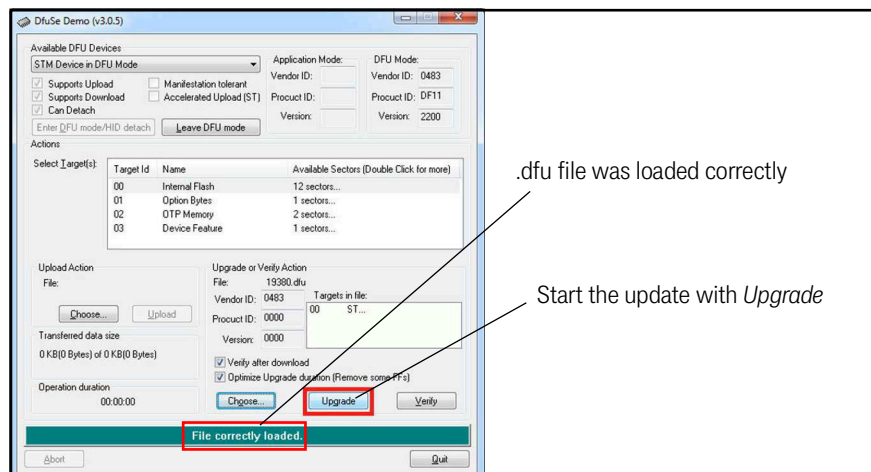 DfuSe Demo (v3.0.5)
Available DFU Devices
STM Device in DFU Mode
Supports Upload
Manifestation tolerant
Supports Download
Accelerated Upload (ST)
Can Detach
Enter DFU mode/HID detach
Leave DFU mode
Application Mode:
Vendor ID:
Procuct ID:
Version:
DFU Mode:
Vendor ID: 0483
Procuct ID: DF11
Version: 2200
Actions
Select Target(s):
Target Id Name Available Sectors (Double Click for more)
00 Internal Flash 12 sectors...
01 Option Bytes 1 sectors...
02 OTP Memory 2 sectors...
03 Device Feature 1 sectors...
.dfu file was loaded correctly
Upload Action
File:
Choose...
Upload
Transferred data size
0 KB(0 Bytes) of 0 KB(0 Bytes)
Operation duration
00:00:00
Upgrade or Verify Action
File: 19380.dfu
Vendor ID: 0483
Procuct ID: 0000
Version: 0000
Targets in file:
00 ST...
Verify after download
Optimize Upgrade duration (Remove some FFs)
Choose...
Upgrade
Verify
Start the update with Upgrade
File correctly loaded.
Abort
Quit